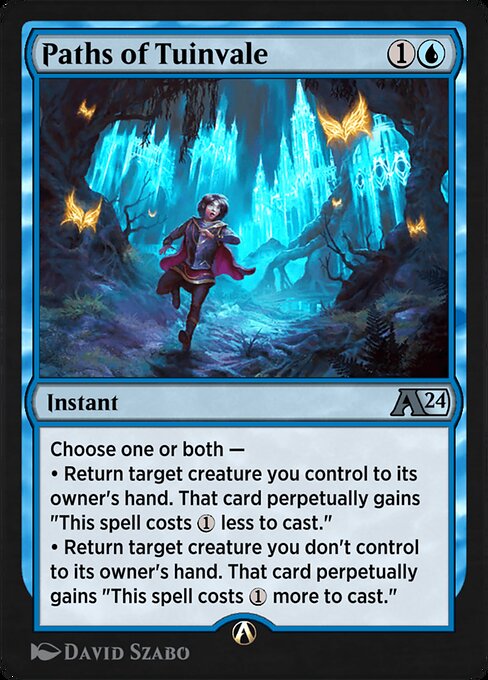 Paths of Tuinvale 1
Instant A24
Choose one or both —
• Return target creature you control to its
owner's hand. That card perpetually gains
"This spell costs 1 less to cast."
• Return target creature you don't control
to its owner's hand. That card perpetually
gains "This spell costs 1 more to cast."
David Szabo